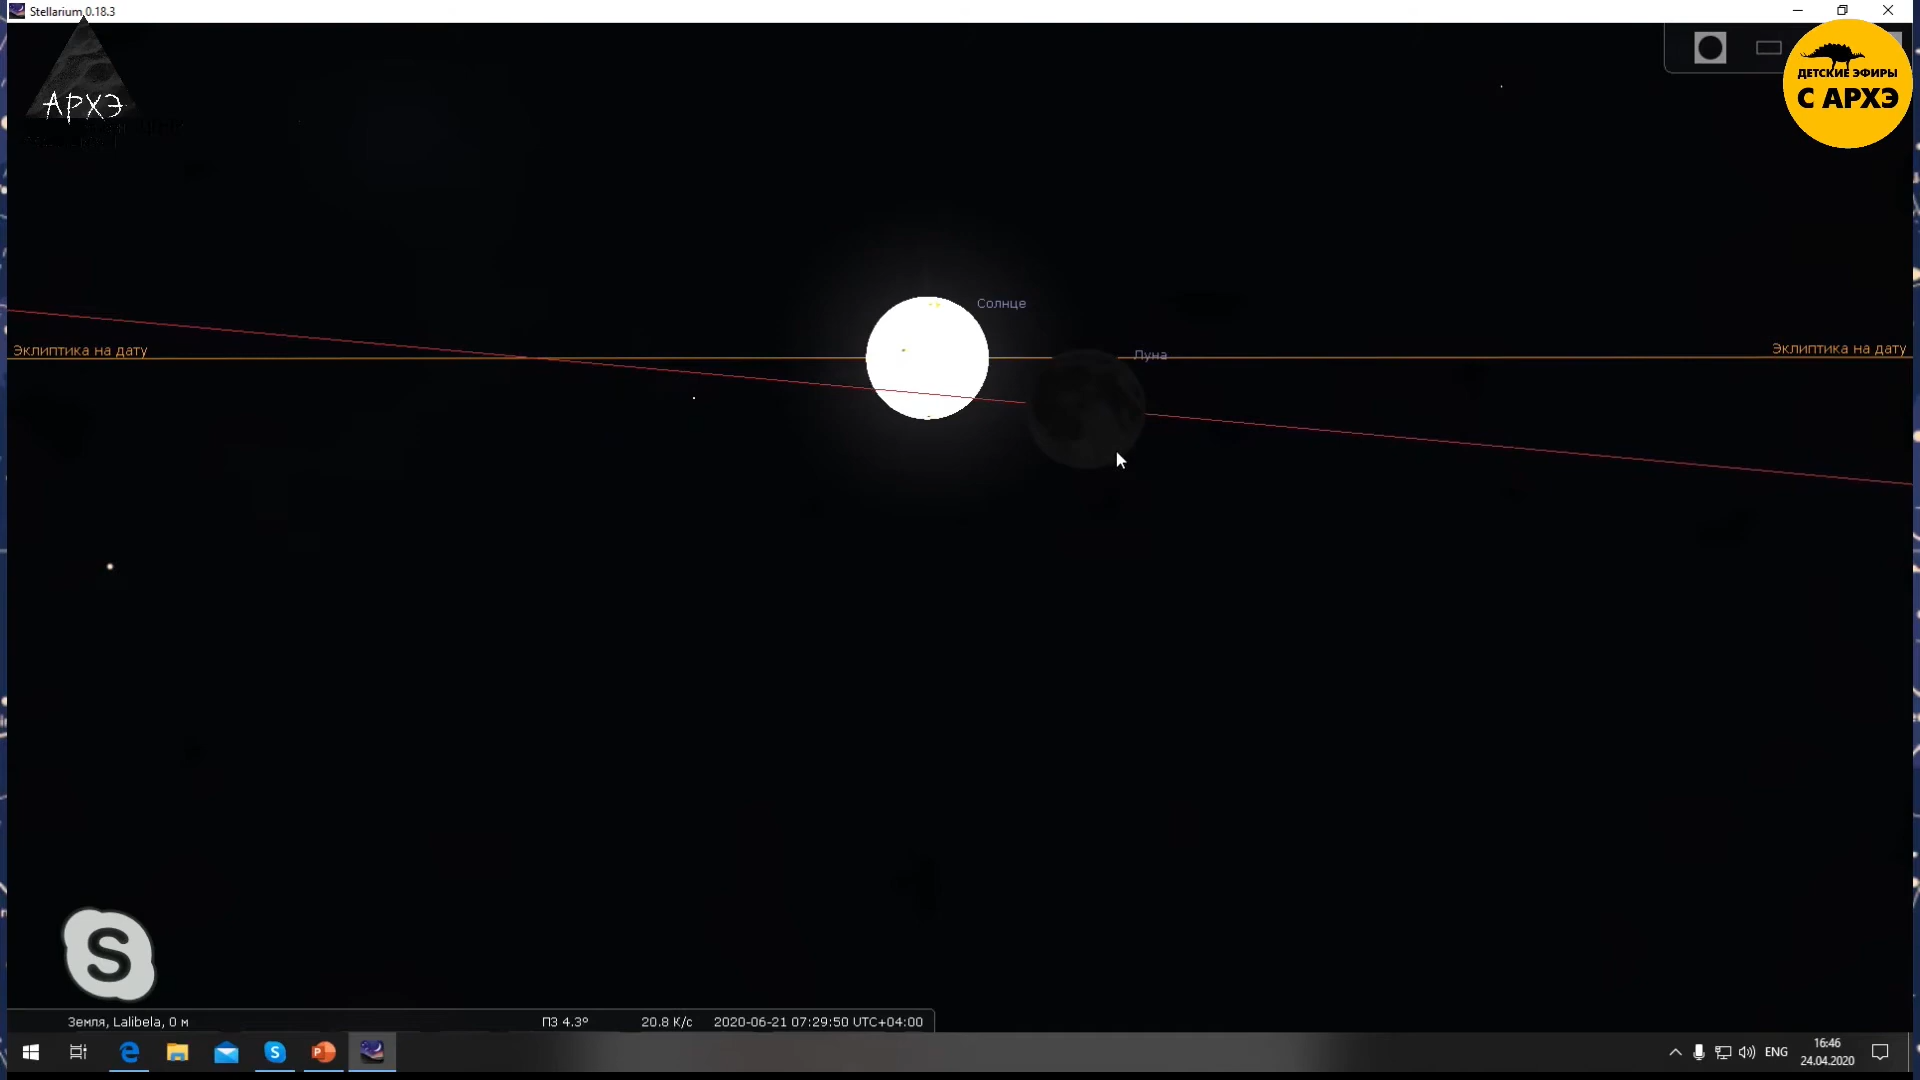 Stellarium 0.18.3
АРХЭ
ДЕТСКИЕ ЭФИРЫ
С АРХЭ
Солнце
Эклиптика на дату
Луна
Эклиптика на дату
S
Земля, Lalibela, 0 м
ПЗ 4.3°
20.8 К/с
2020-06-21 07:29:50 UTC+04:00
ENG
16:46
24.04.2020